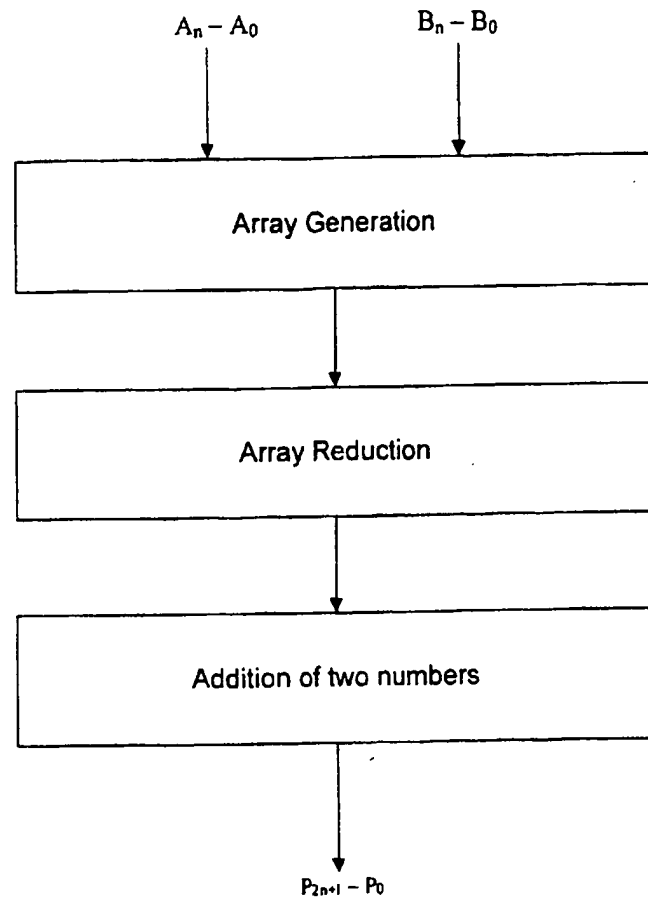 Aₙ – A₀ Bₙ – B₀
Array Generation
Array Reduction
Addition of two numbers
P₂ₙ₊₁ – P₀